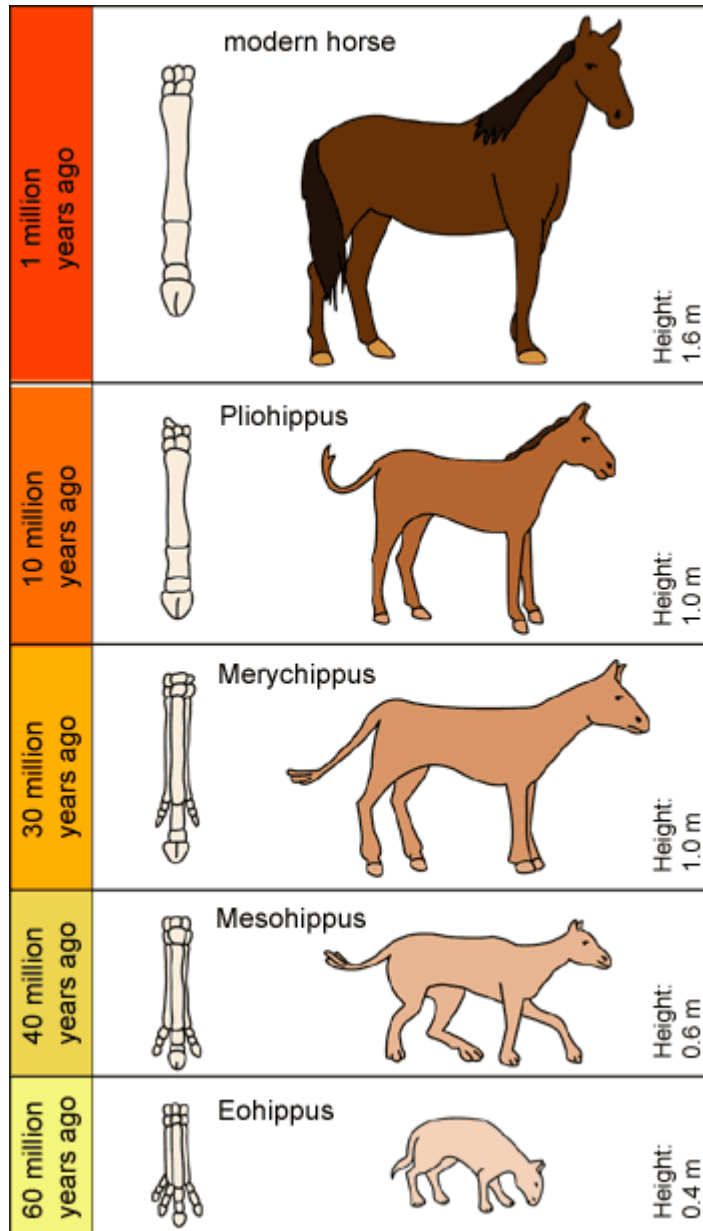 modern horse
1 million
years ago
Height:
1.6 m
Pliohippus
10 million
years ago
Height:
1.0 m
Merychippus
30 million
years ago
Height:
1.0 m
Mesohippus
40 million
years ago
Height:
0.6 m
Eohippus
60 million
years ago
Height:
0.4 m